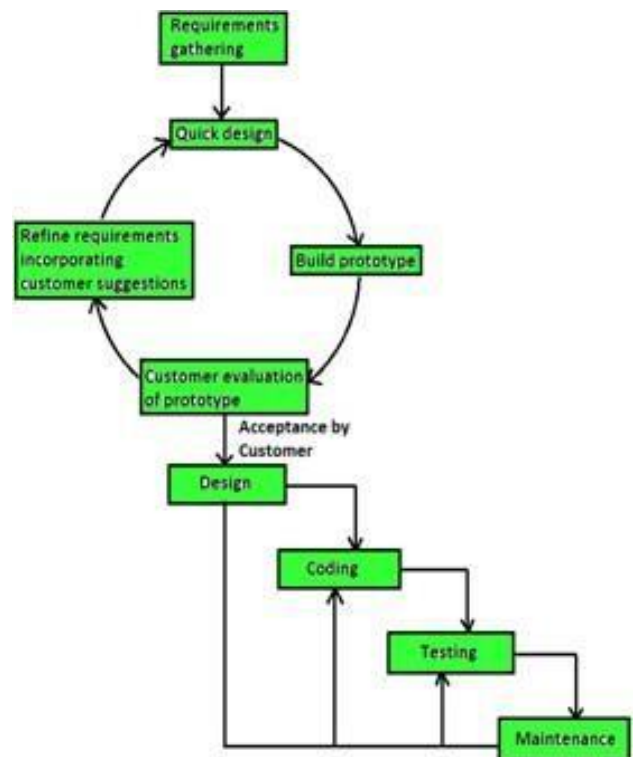 Requirements
gathering
Quick design
Refine requirements
incorporating
customer suggestions
Build prototype
Customer evaluation
of prototype
Acceptance by
Customer
Design
Coding
Testing
Maintenance